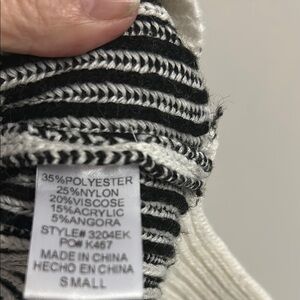 35%POLYESTER
25%NYLON
20%VISCOSE
15%ACRYLIC
5%ANGORA
STYLE# 3204EK
PO# K457
MADE IN CHINA
HECHO EN CHINA
SMALL